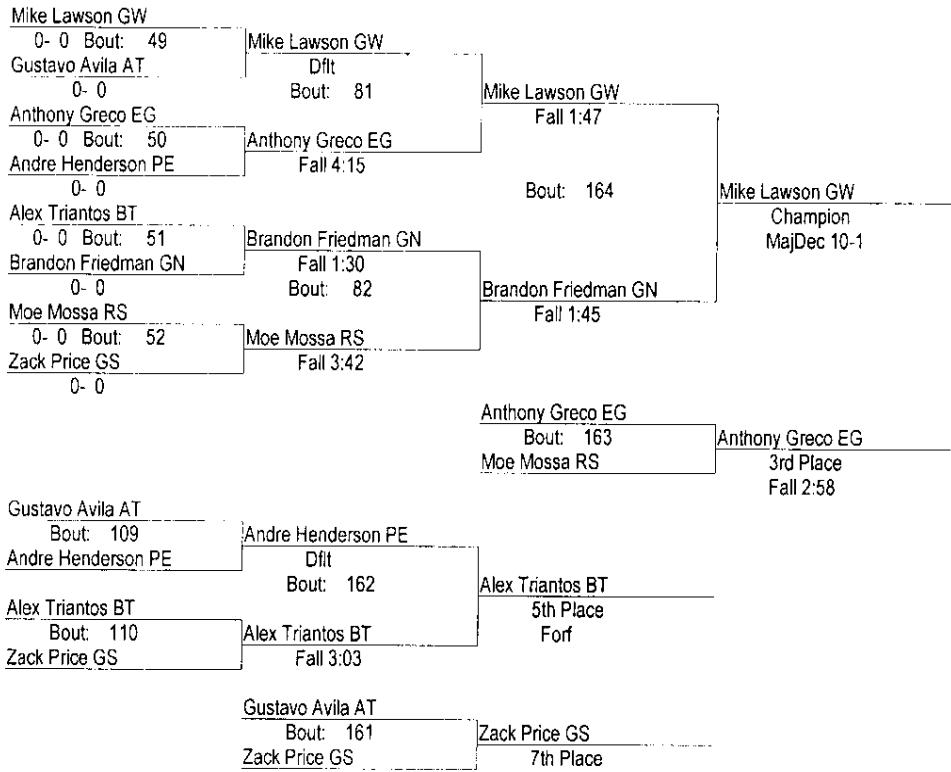 Mike Lawson GW
0- 0 Bout: 49
Mike Lawson GW
Gustavo Avila AT
Dflt
0- 0
Bout: 81
Mike Lawson GW
Anthony Greco EG
Fall 1:47
0- 0 Bout: 50
Anthony Greco EG
Andre Henderson PE
Fall 4:15
0- 0
Bout: 164
Mike Lawson GW
Alex Triantos BT
Champion
0- 0 Bout: 51
Brandon Friedman GN
MajDec 10-1
Brandon Friedman GN
Fall 1:30
0- 0
Bout: 82
Brandon Friedman GN
Moe Mossa RS
Fall 1:45
0- 0 Bout: 52
Moe Mossa RS
Zack Price GS
Fall 3:42
0- 0
Anthony Greco EG
Bout: 163
Anthony Greco EG
Moe Mossa RS
3rd Place
Fall 2:58
Gustavo Avila AT
Bout: 109
Andre Henderson PE
Andre Henderson PE
Dflt
Bout: 162
Alex Triantos BT
Alex Triantos BT
5th Place
Bout: 110
Alex Triantos BT
Forf
Zack Price GS
Fall 3:03
Gustavo Avila AT
Bout: 161
Zack Price GS
Zack Price GS
7th Place